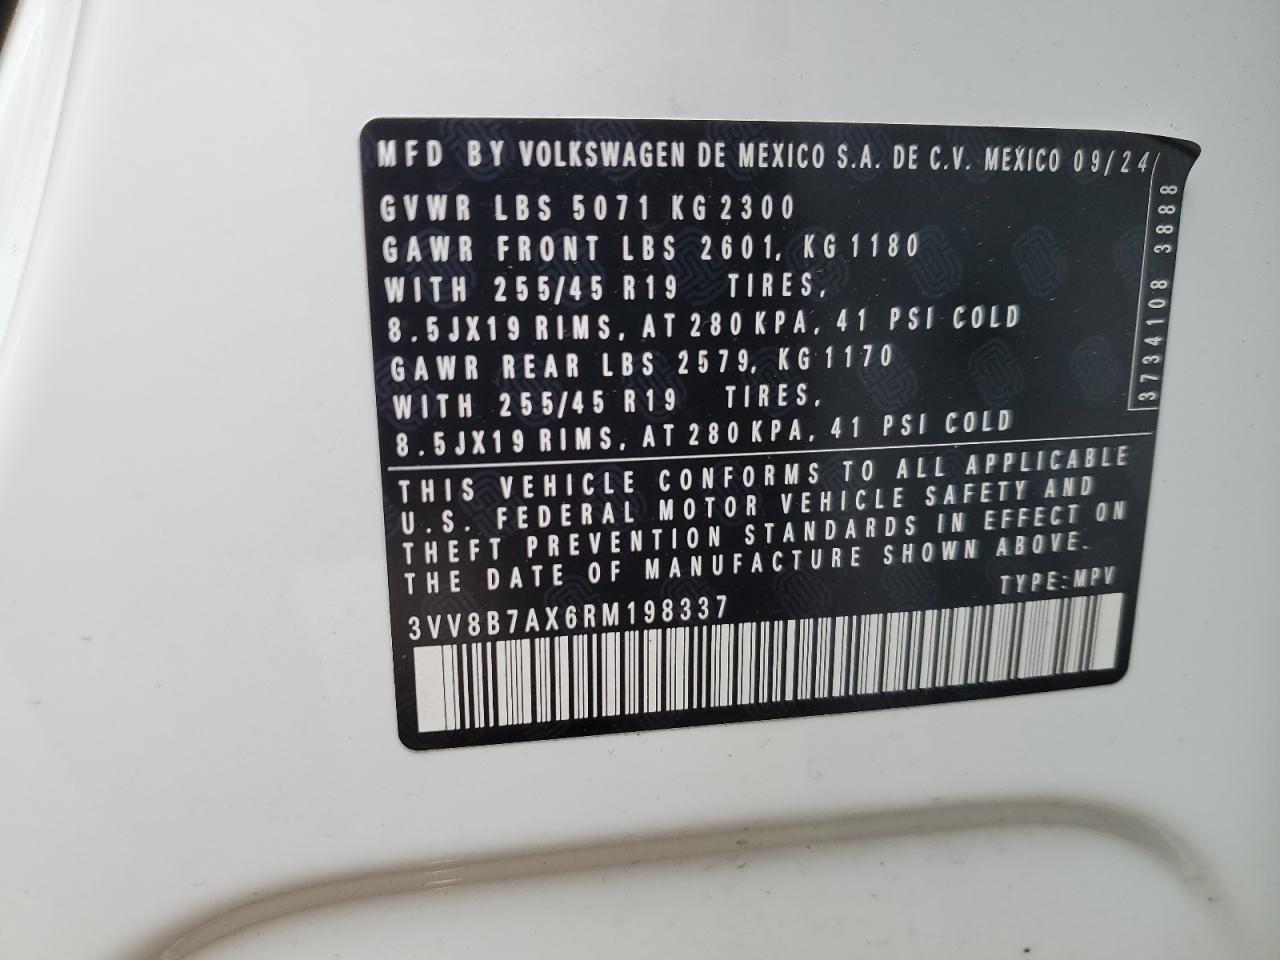 MFD BY VOLKSWAGEN DE MEXICO S.A. DE C.V. MEXICO 09/24
GVWR LBS 5071 KG 2300
GAWR FRONT LBS 2601, KG 1180
WITH 255/45 R19 TIRES,
8.5JX19 RIMS, AT 280 KPA, 41 PSI COLD
GAWR REAR LBS 2579, KG 1170
WITH 255/45 R19 TIRES,
8.5JX19 RIMS, AT 280 KPA, 41 PSI COLD
3734108 3888
THIS VEHICLE CONFORMS TO ALL APPLICABLE
U.S. FEDERAL MOTOR VEHICLE SAFETY AND
THEFT PREVENTION STANDARDS IN EFFECT ON
THE DATE OF MANUFACTURE SHOWN ABOVE.
TYPE:MPV
3VV8B7AX6RM198337